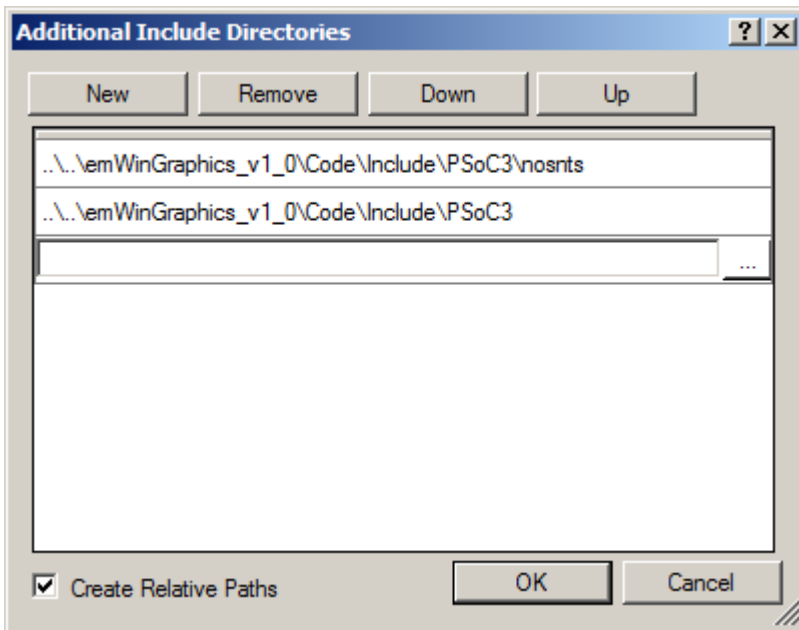 Additional Include Directories
New Remove Down Up
..\..\emWinGraphics_v1_0\Code\Include\PSoC3\nosnts
..\..\emWinGraphics_v1_0\Code\Include\PSoC3
...
Create Relative Paths OK Cancel